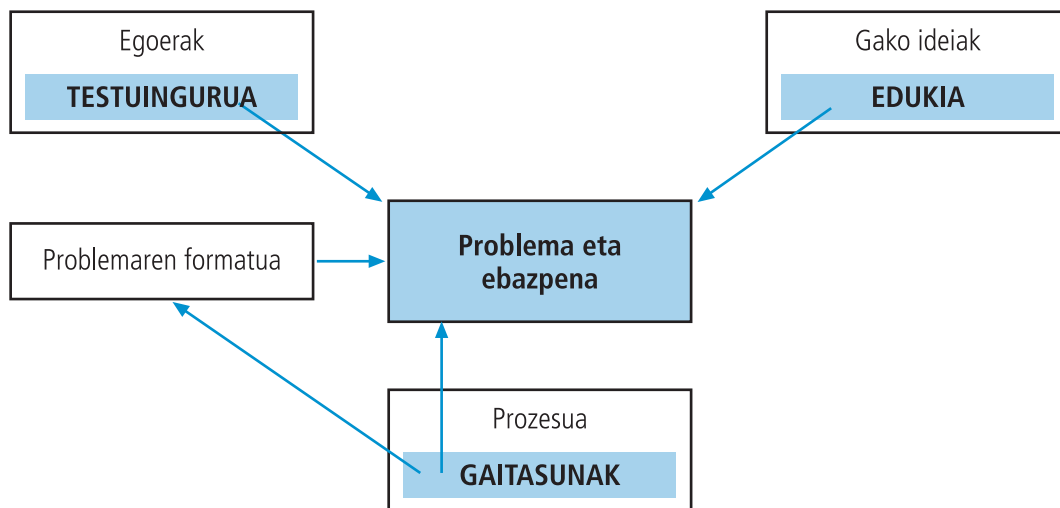 Egoerak
TESTUINGURUA
Gako ideiak
EDUKIA
Problemaren formatua
Problema eta
ebazpena
Prozesua
GAITASUNAK